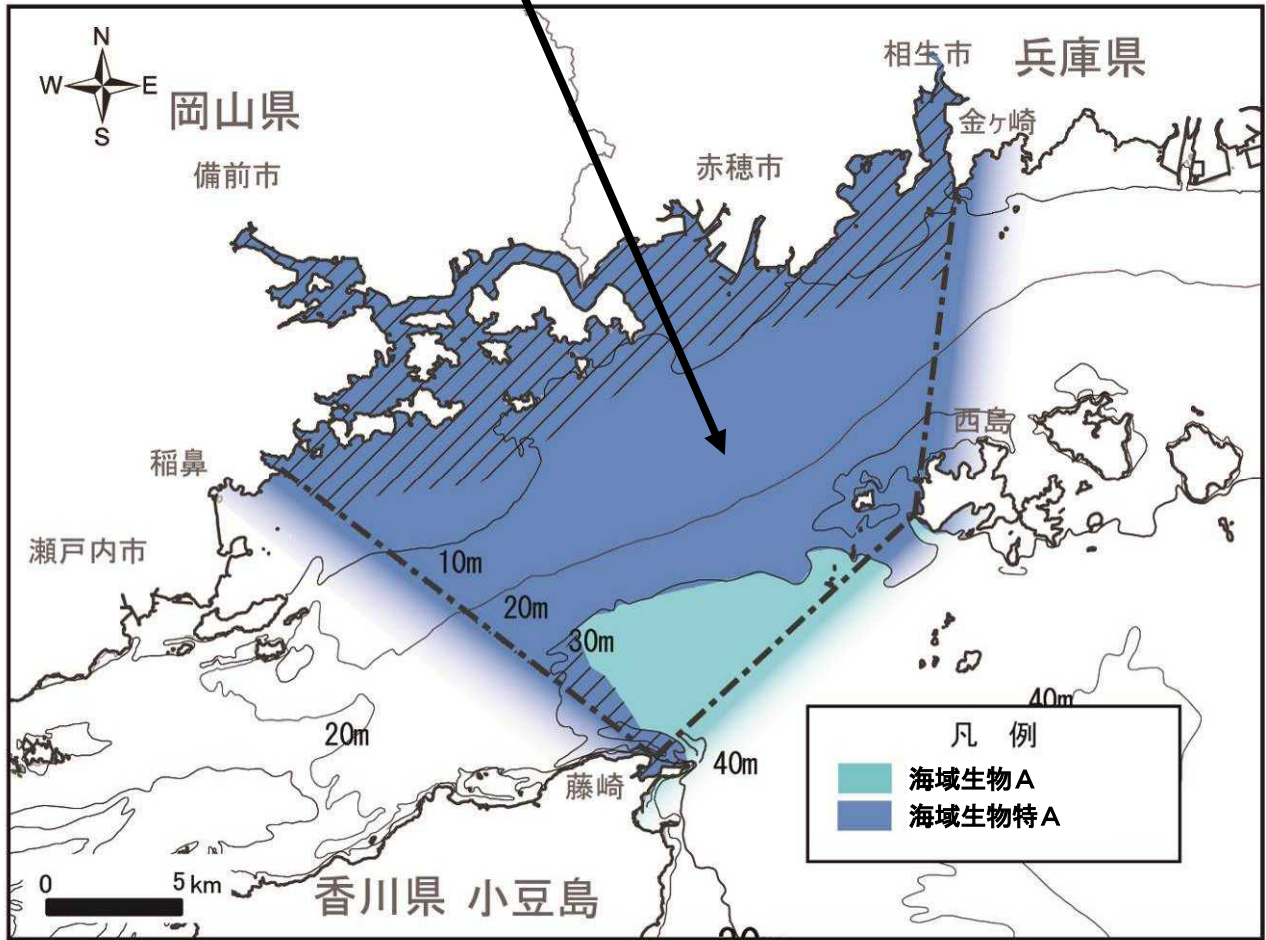 N
W E
S
岡山県
備前市
相生市
兵庫県
金ヶ崎
赤穂市
西島
稲鼻
瀬戸内市
10m
20m
30m
20m
40m
40m
藤崎
凡 例
海域生物A
海域生物特A
0 5km
香川県 小豆島